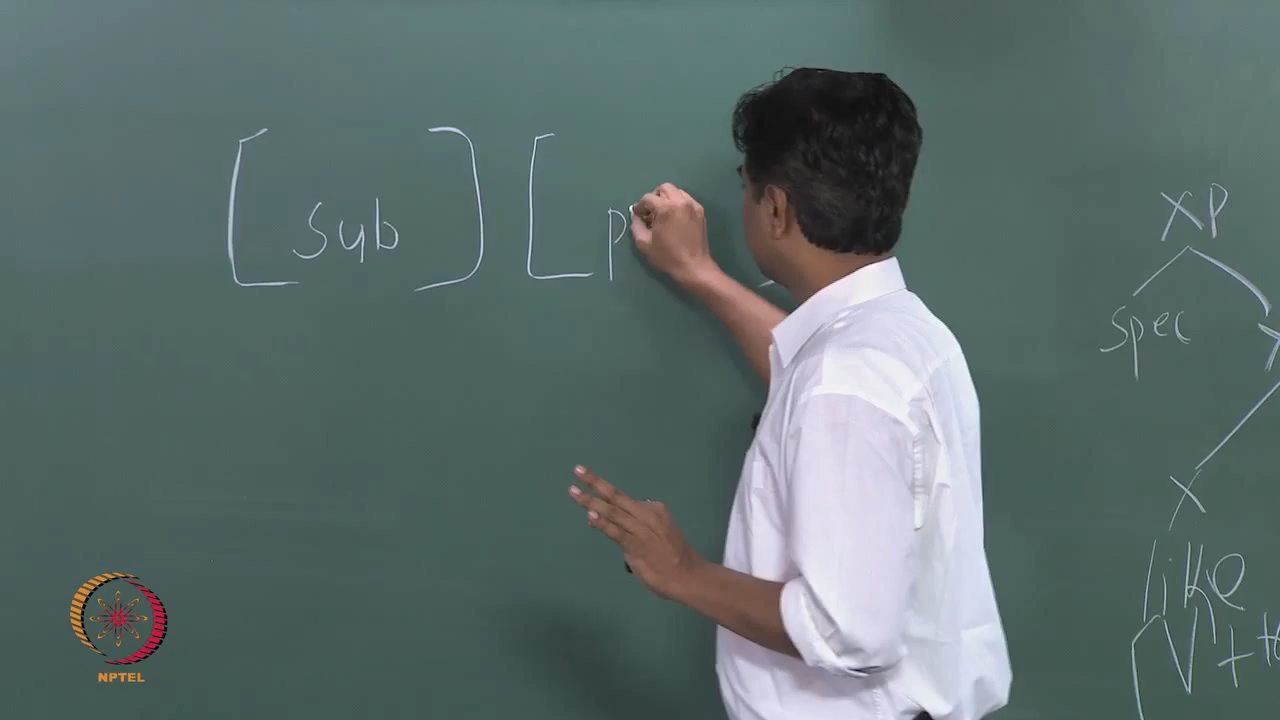 [ Sub ] [ p
XP
Spec
X
like
V +
NPTEL